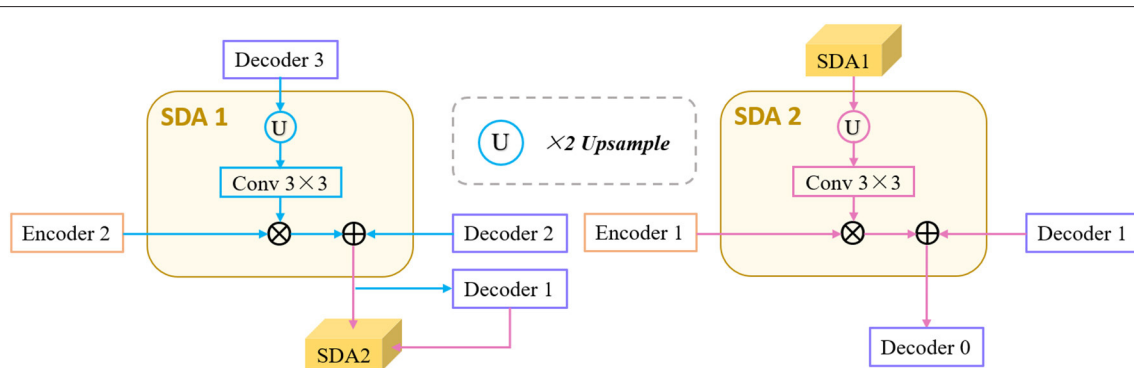 Decoder 3
SDA 1
U
Conv 3×3
Encoder 2
Decoder 2
Decoder 1
SDA2
U ×2 Upsample
SDA1
SDA 2
U
Conv 3×3
Encoder 1
Decoder 1
Decoder 0